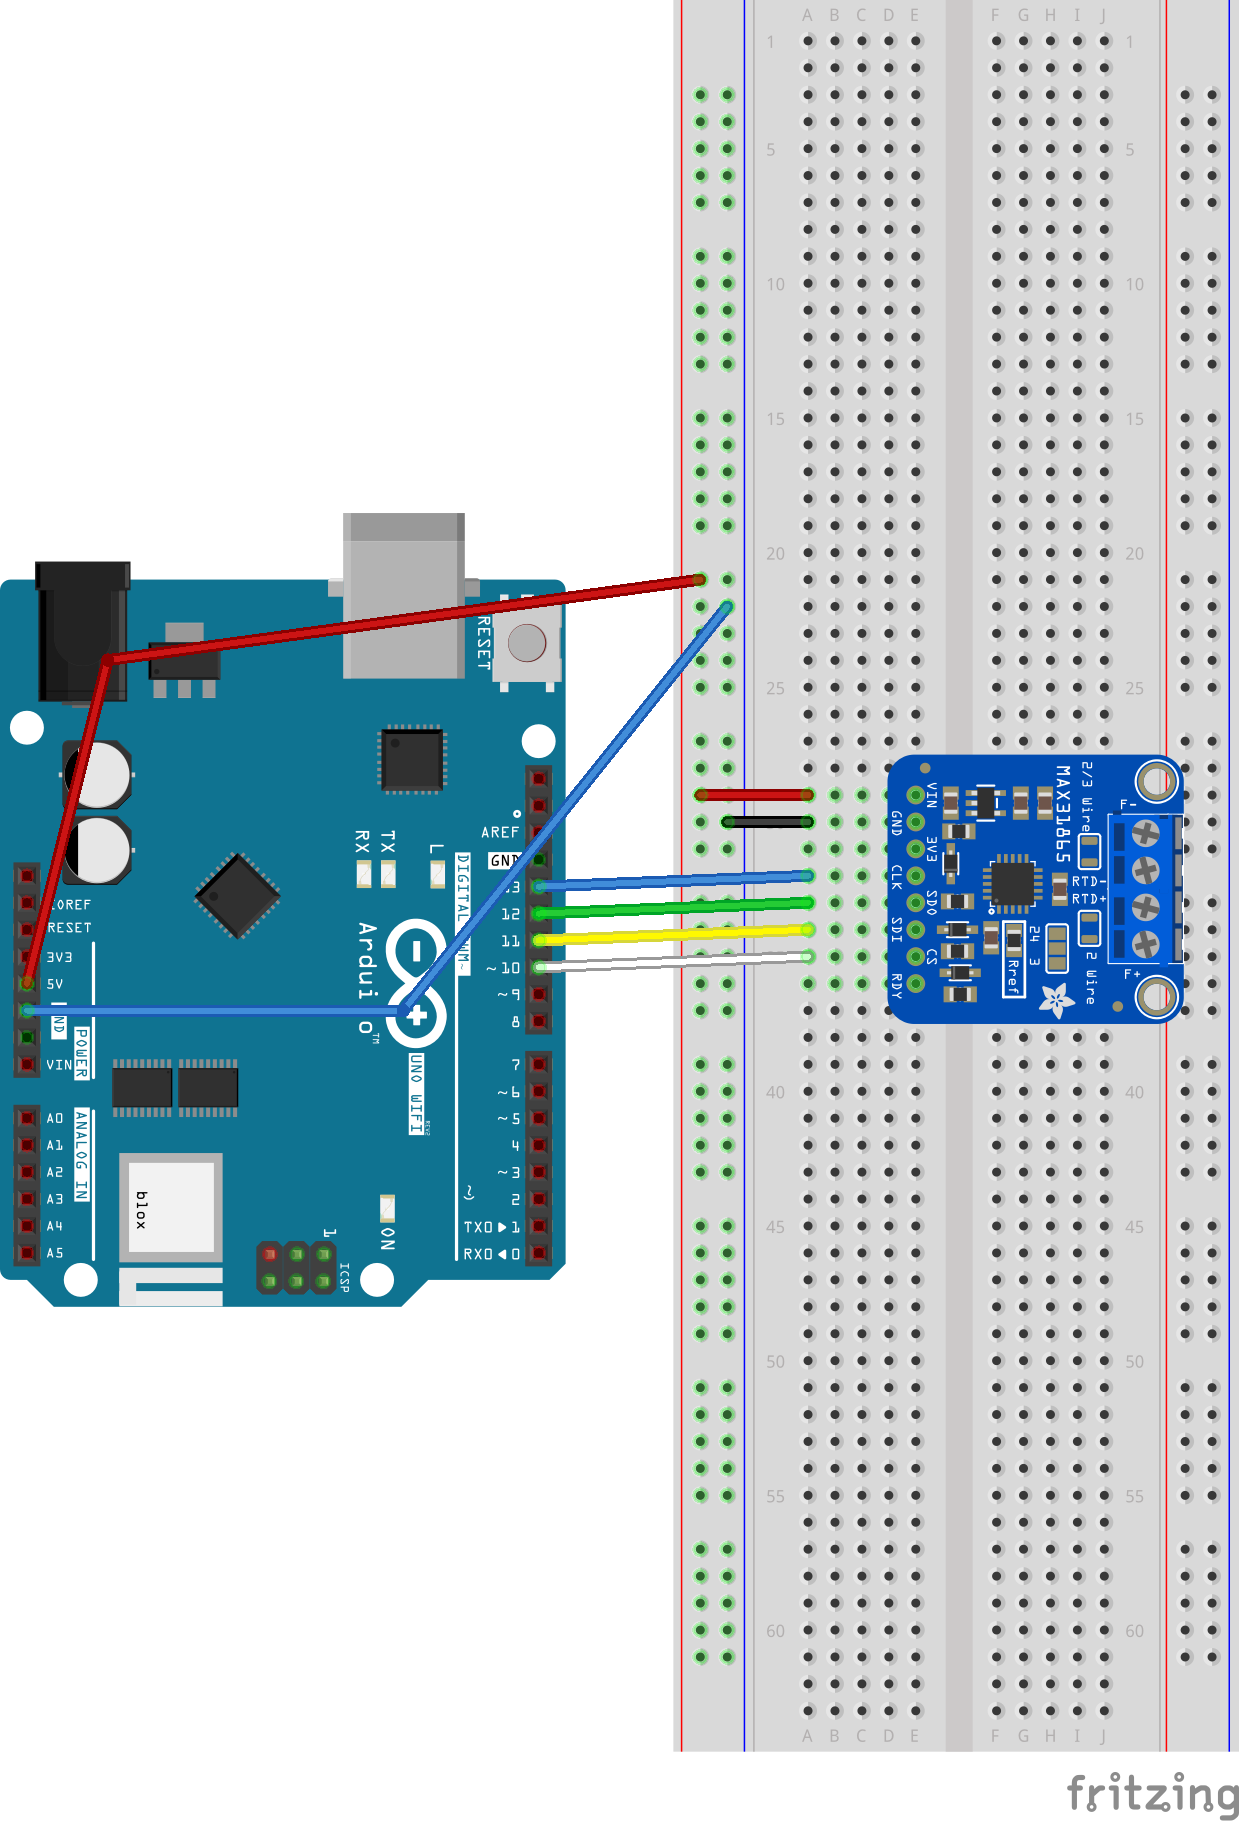 A B C D E F G H I J
1 1
5 5
10 10
15 15
20 20
25 25
40 40
45 45
50 50
55 55
60 60
A B C D E F G H I J
RESET
RX
TX
L
AREF
GND
13
12
11
~10
~9
8
7
~6
~5
4
~3
2
TX0▶1
RX0◀0
DIGITAL
IOREF
RESET
3V3
5V
GND
VIN
POWER
A0
A1
A2
A3
A4
A5
ANALOG IN
Arduino
TM
UNO WIFI
blox
ON
1
ICSP
VIN
GND
3V3
CLK
SDO
SDI
CS
RDY
MAX31865
2/3 Wire
F-
RTD-
RTD+
24
3
Rref
2 Wire
F+
fritzing